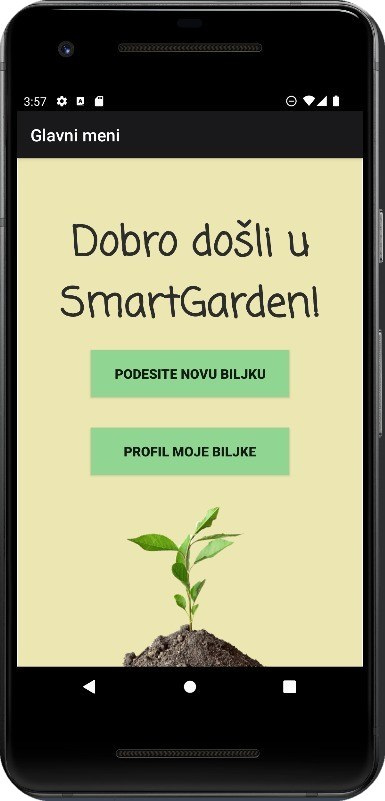 3:57
Glavni meni
Dobro došli u
SmartGarden!
PODESITE NOVU BILJKU
PROFIL MOJE BILJKE